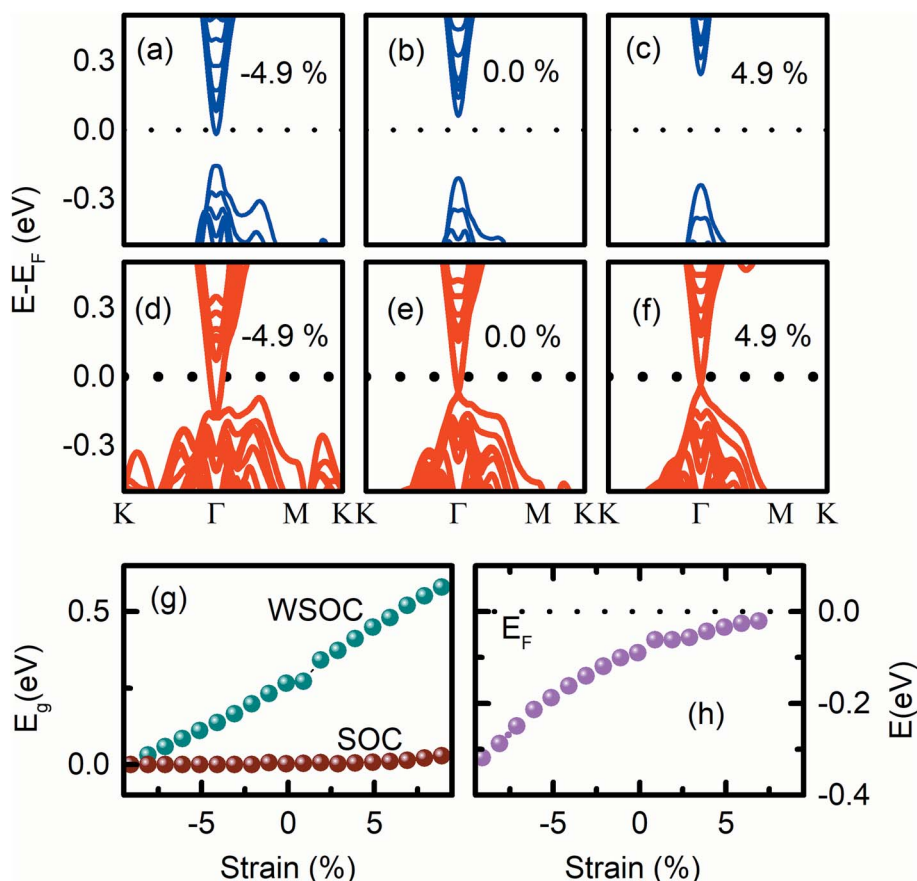 (a) -4.9 %
(b) 0.0 %
(c) 4.9 %
0.3
0.0
-0.3
E-E_F (eV)
(d) -4.9 %
(e) 0.0 %
(f) 4.9 %
0.3
0.0
-0.3
K Γ M K
K Γ M K
K Γ M K
(g)
WSOC
SOC
0.5
0.0
E_g(eV)
-5 0 5
Strain (%)
E_F
(h)
0.0
-0.2
-0.4
E(eV)
-5 0 5
Strain (%)